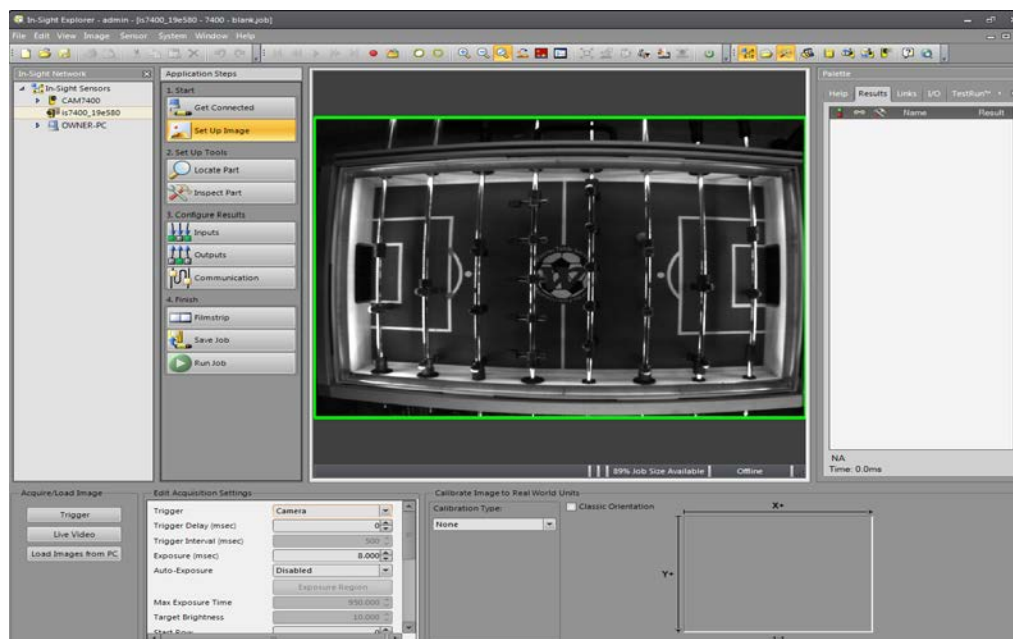 In-Sight Explorer - admin - [is7400_19e580 - 7400 - blank.job]
File Edit View Image Sensor System Window Help
In-Sight Network
In-Sight Sensors
CAM7400
is7400_19e580
OWNER-PC
Application Steps
1. Start
Get Connected
Set Up Image
2. Set Up Tools
Locate Part
Inspect Part
3. Configure Results
Inputs
Outputs
Communication
4. Finish
Filmstrip
Save Job
Run Job
89% Job Size Available Offline
Palette
Help Results Links I/O TestRun™
Name Result
NA
Time: 0.0ms
Acquire/Load Image
Trigger
Live Video
Load Images from PC
Edit Acquisition Settings
Trigger Camera
Trigger Delay (msec) 0
Trigger Interval (msec) 500
Exposure (msec) 8.000
Auto-Exposure Disabled
Exposure Region
Max Exposure Time 950.000
Target Brightness 10.000
Start Row 0
Calibrate Image to Real World Units
Calibration Type:
None
Classic Orientation
X+
Y+